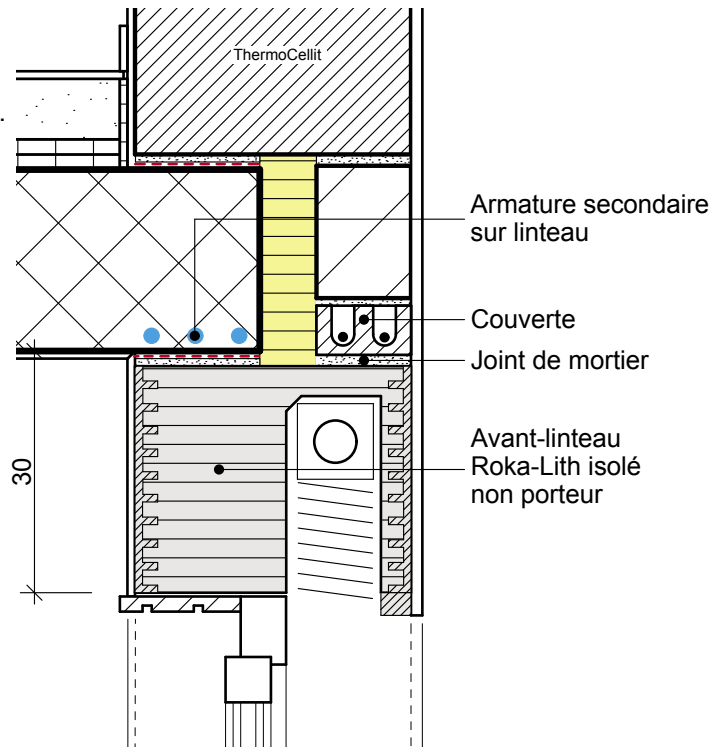 ThermoCellit
Armature secondaire
sur linteau
Couverte
Joint de mortier
Avant-linteau
Roka-Lith isolé
non porteur
30